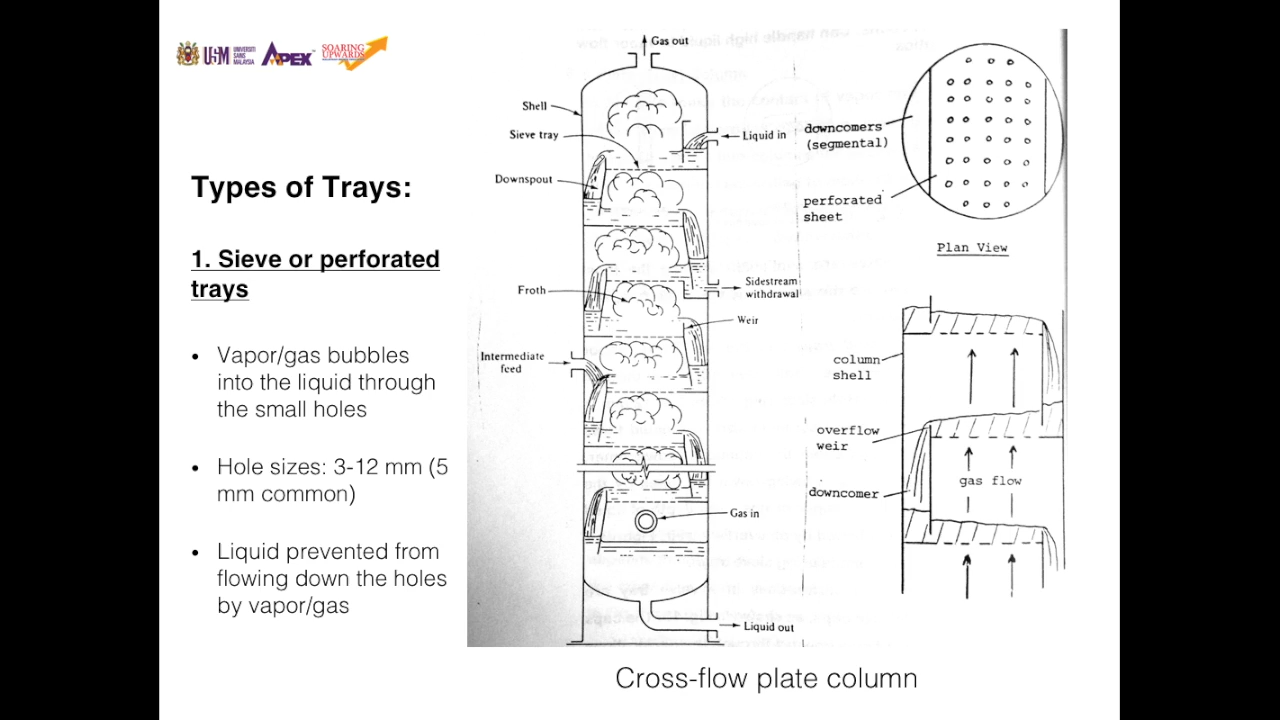 USM
UNIVERSITI
SAINS
MALAYSIA
APEX™
SOARING
UPWARDS
Types of Trays:
1. Sieve or perforated
trays
• Vapor/gas bubbles
into the liquid through
the small holes
• Hole sizes: 3-12 mm (5
mm common)
• Liquid prevented from
flowing down the holes
by vapor/gas
Gas out
Shell
Sieve tray
Liquid in
Downspout
Sidestream
withdrawal
Froth
Weir
Intermediate
feed
Gas in
Liquid out
downcomers
(segmental)
perforated
sheet
Plan View
column
shell
overflow
weir
gas flow
downcomer
Cross-flow plate column